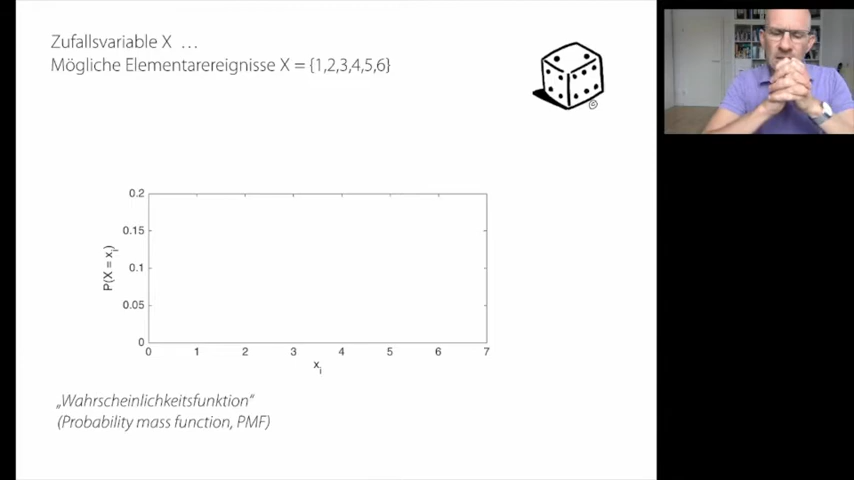 Zufallsvariable X …
Mögliche Elementarereignisse X = {1,2,3,4,5,6}
0.2
0.15
0.1
0.05
0
P(X = xᵢ)
0 1 2 3 4 5 6 7
xᵢ
„Wahrscheinlichkeitsfunktion“
(Probability mass function, PMF)